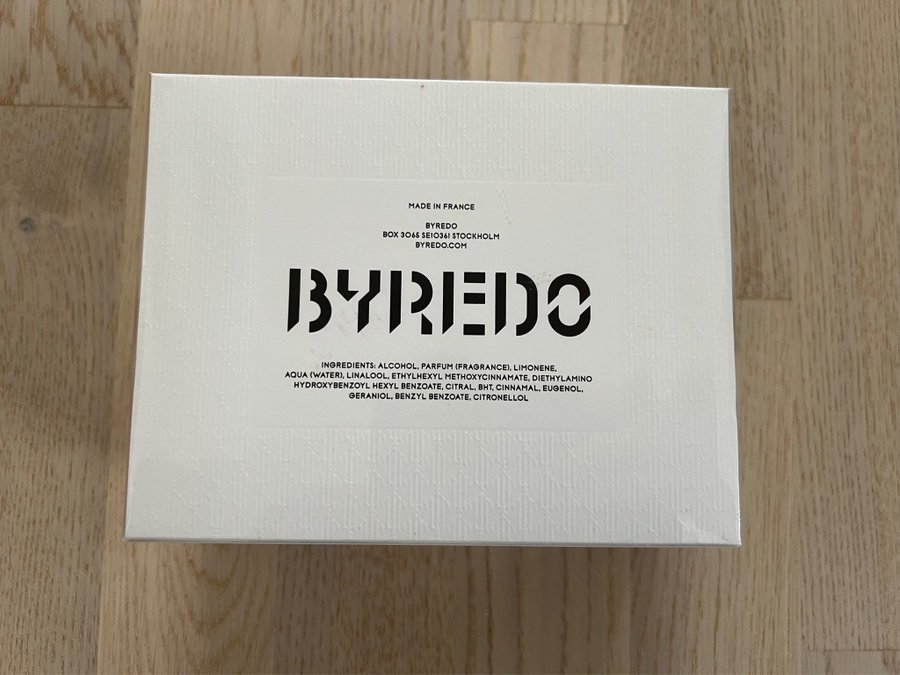 MADE IN FRANCE
BYREDO
BOX 3065 SE10361 STOCKHOLM
BYREDO.COM
BYREDO
INGREDIENTS: ALCOHOL, PARFUM (FRAGRANCE), LIMONENE,
AQUA (WATER), LINALOOL, ETHYLHEXYL METHOXYCINNAMATE, DIETHYLAMINO
HYDROXYBENZOYL HEXYL BENZOATE, CITRAL, BHT, CINNAMAL, EUGENOL,
GERANIOL, BENZYL BENZOATE, CITRONELLOL